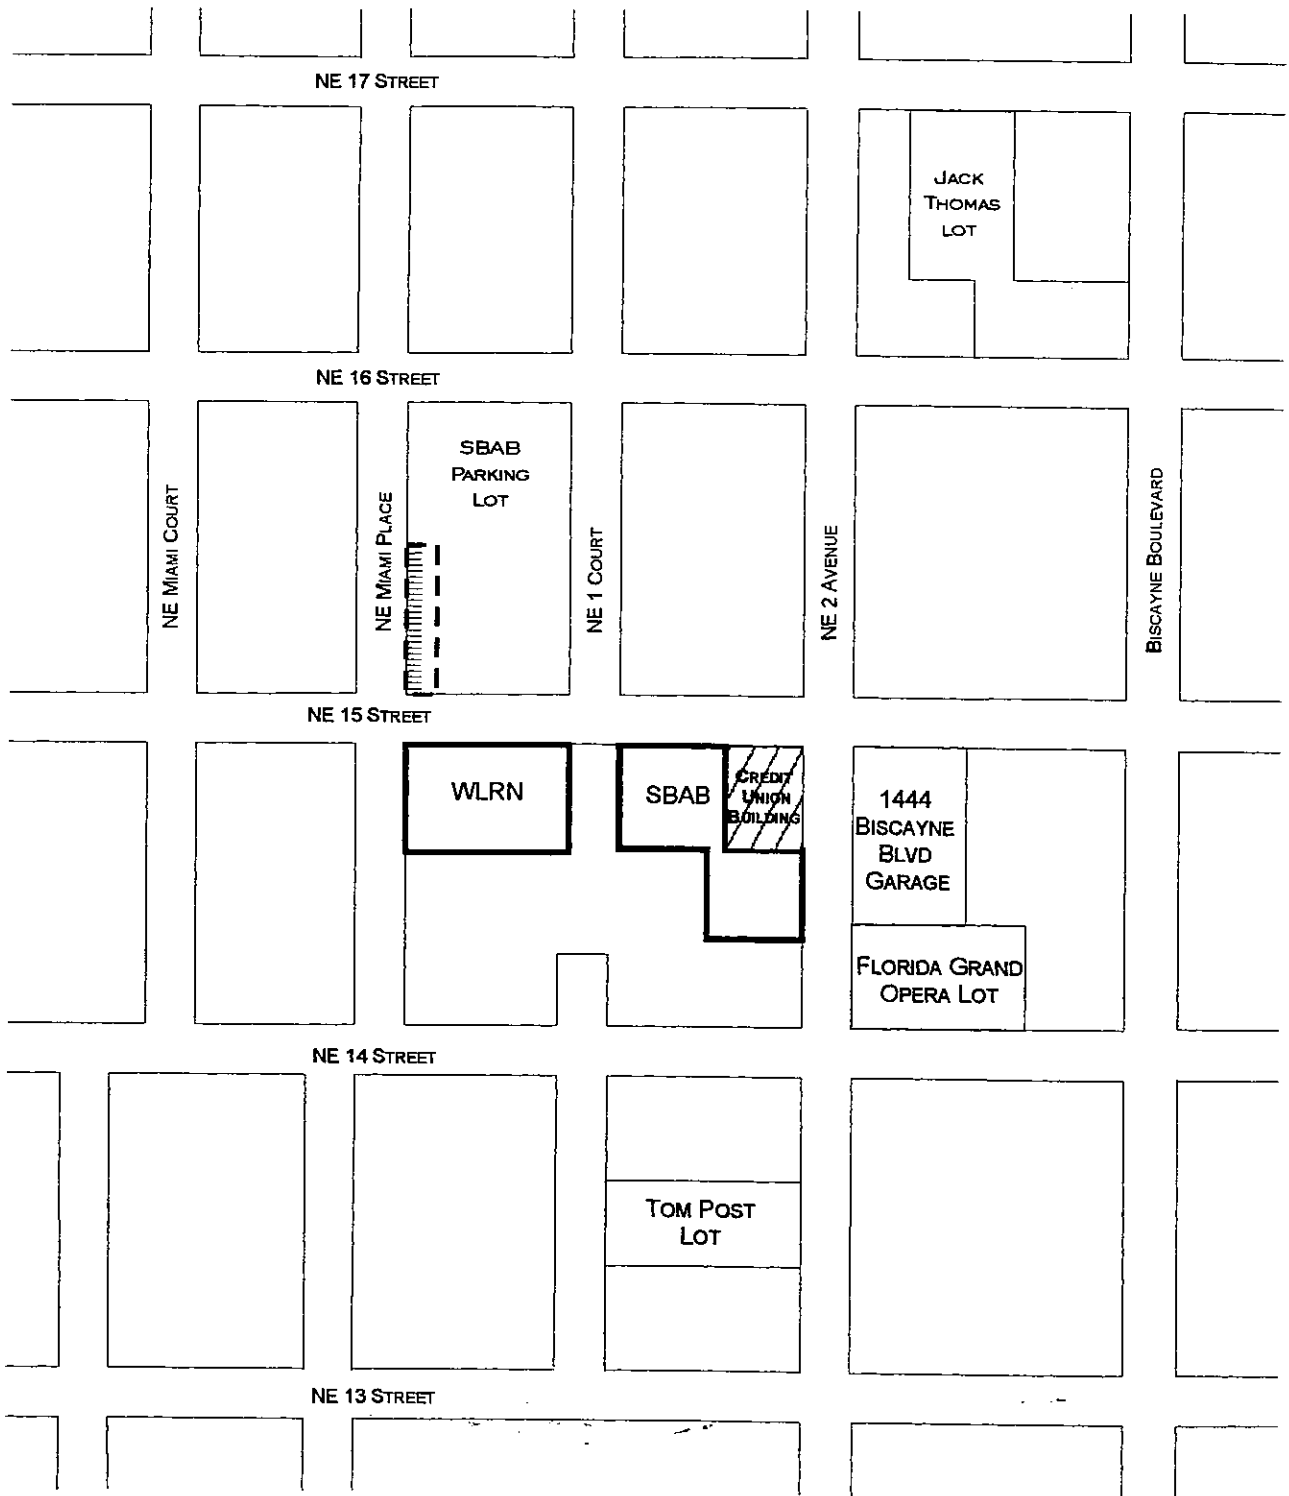 NE 17 STREET
JACK
THOMAS
LOT
NE 16 STREET
SBAB
PARKING
LOT
NE MIAMI COURT
NE MIAMI PLACE
NE 1 COURT
NE 2 AVENUE
BISCAYNE BOULEVARD
NE 15 STREET
WLRN
SBAB
CREDIT
UNION
BUILDING
1444
BISCAYNE
BLVD
GARAGE
FLORIDA GRAND
OPERA LOT
NE 14 STREET
TOM POST
LOT
NE 13 STREET